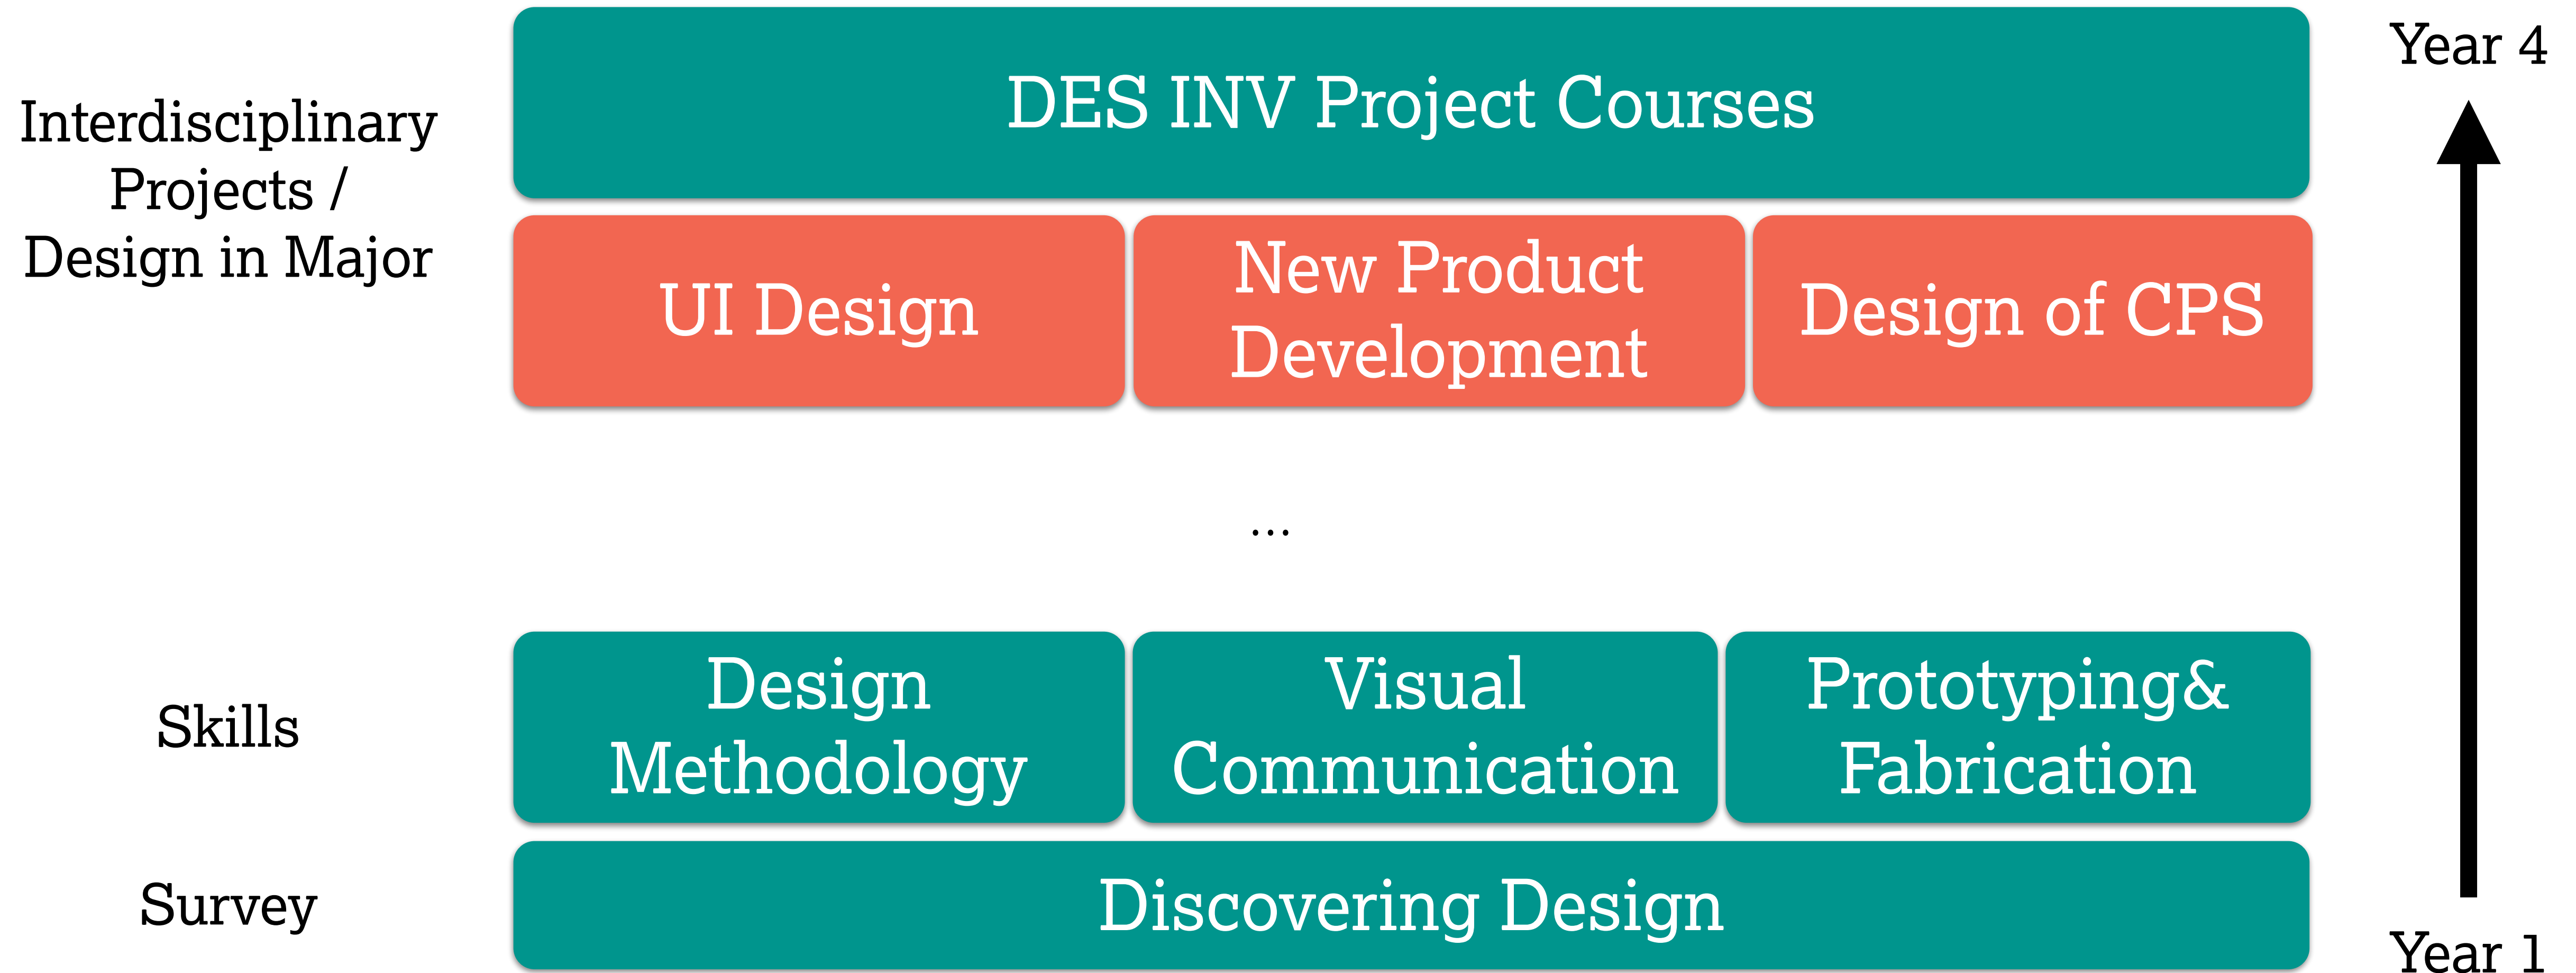 DES INV Project Courses
Year 4
Interdisciplinary
Projects /
Design in Major
UI Design
New Product
Development
Design of CPS
...
Skills
Design
Methodology
Visual
Communication
Prototyping&
Fabrication
Survey
Discovering Design
Year 1